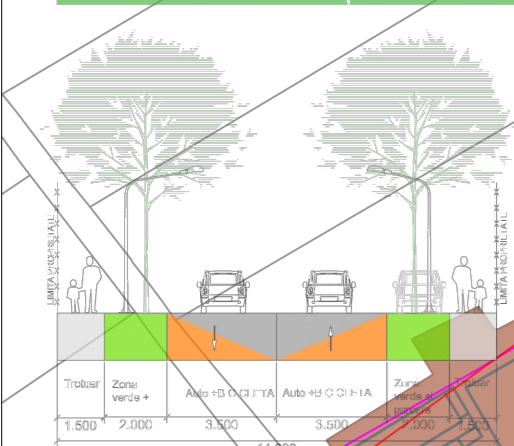 LIMITA PROPRIETATE
LIMITA PROPRIETATE
Trotuar
Zona
verde +
Auto +BICICLETA
Auto +BICICLETA
Zona
verde si
parcare
Trotuar
1.500
2.000
3.500
3.500
2.000
1.500